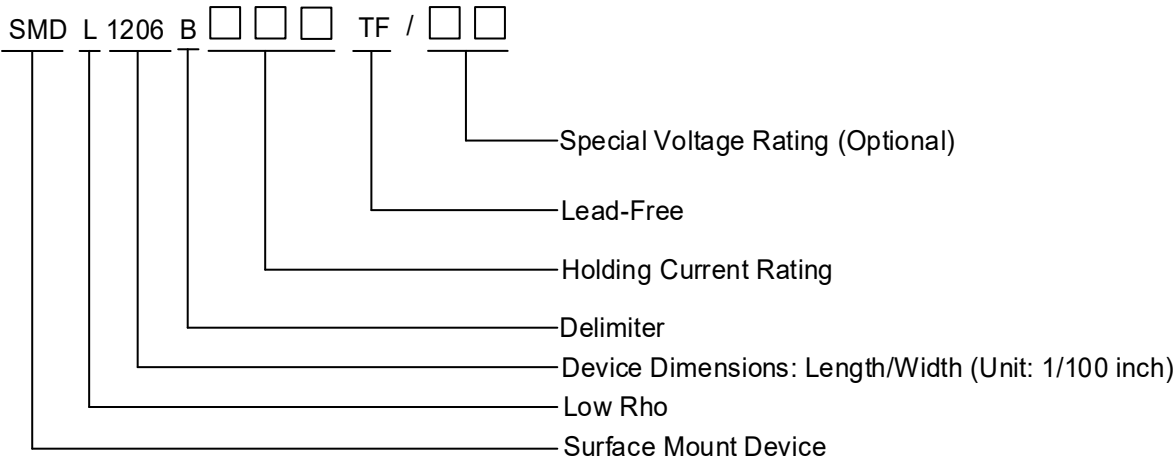 SMD L 1206 B □ □ □ TF / □ □
Special Voltage Rating (Optional)
Lead-Free
Holding Current Rating
Delimiter
Device Dimensions: Length/Width (Unit: 1/100 inch)
Low Rho
Surface Mount Device